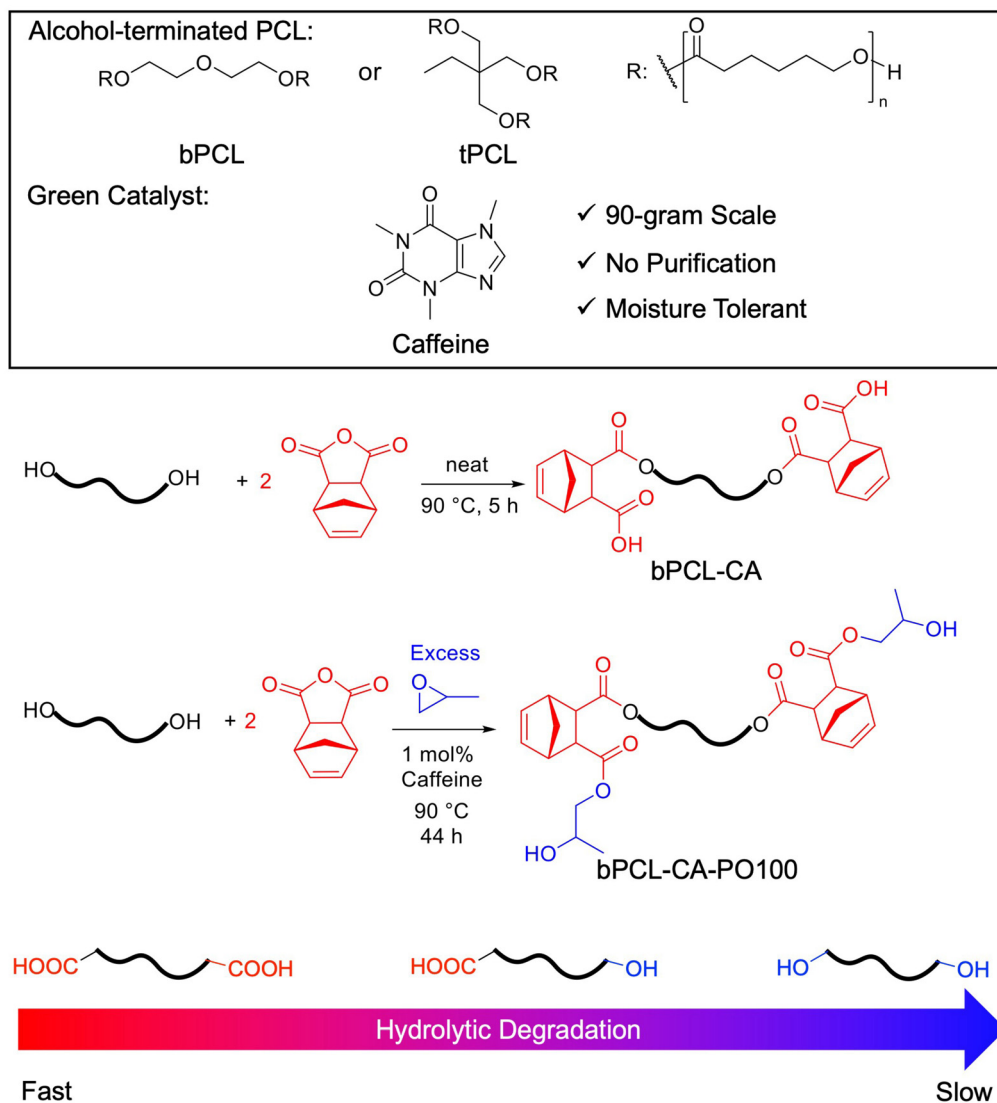 Alcohol-terminated PCL:
RO O OR
bPCL
or
RO
OR
OR
tPCL
R:
O
O H
n
Green Catalyst:
O
N N
O N N
Caffeine
✓ 90-gram Scale
✓ No Purification
✓ Moisture Tolerant
HO OH
+ 2
O O O
neat
90 °C, 5 h
O
O
O
OH
O
O
O
OH
bPCL-CA
HO OH
+ 2
O O O
Excess
O
1 mol%
Caffeine
90 °C
44 h
O
O
O
O
HO
O
O
O
O
OH
bPCL-CA-PO100
HOOC COOH
HOOC OH
HO OH
Hydrolytic Degradation
Fast Slow